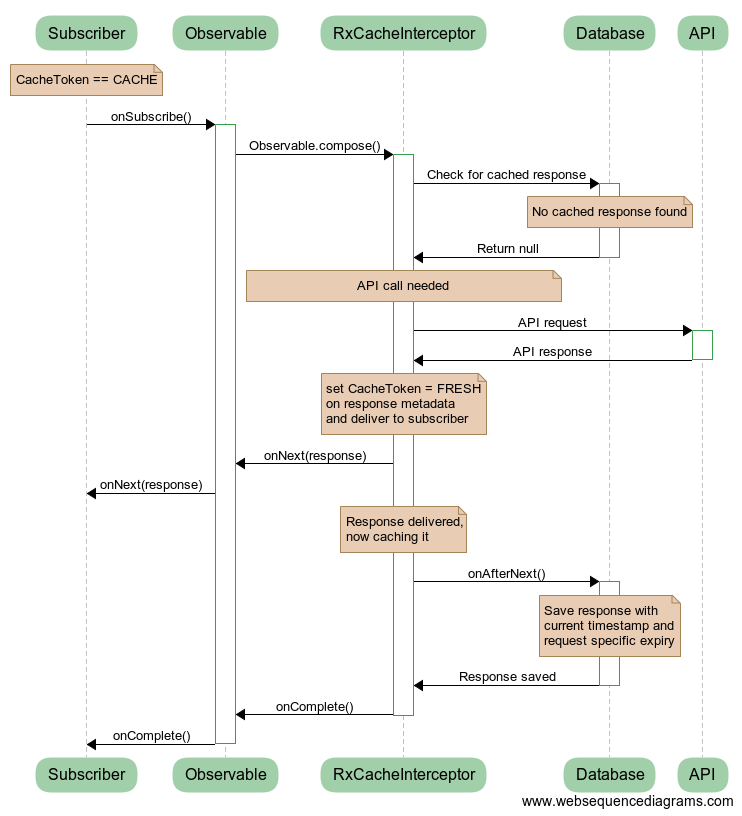 Subscriber
Observable
RxCacheInterceptor
Database
API
CacheToken == CACHE
onSubscribe()
Observable.compose()
Check for cached response
No cached response found
Return null
API call needed
API request
API response
set CacheToken = FRESH
on response metadata
and deliver to subscriber
onNext(response)
onNext(response)
Response delivered,
now caching it
onAfterNext()
Save response with
current timestamp and
request specific expiry
Response saved
onComplete()
onComplete()
Subscriber
Observable
RxCacheInterceptor
Database
API
www.websequencediagrams.com